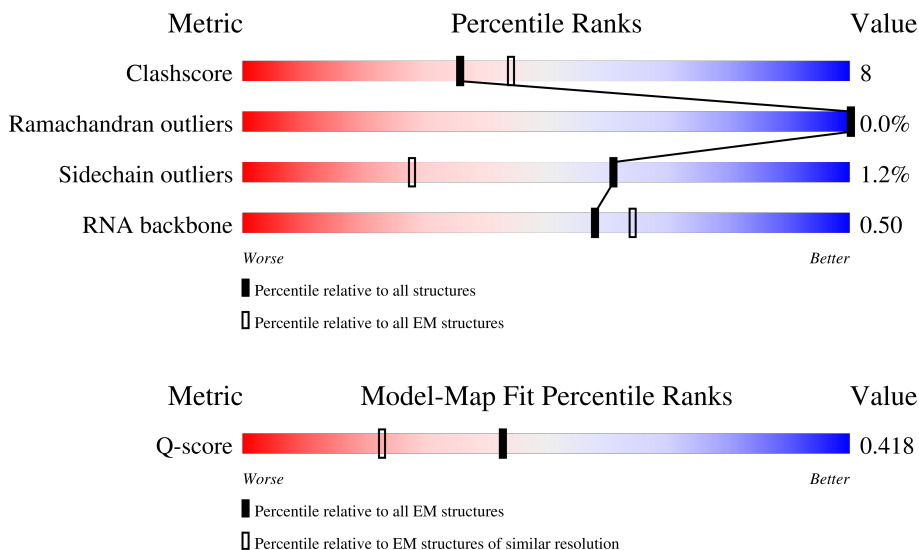 Metric Percentile Ranks Value
Clashscore 8
Ramachandran outliers 0.0%
Sidechain outliers 1.2%
RNA backbone 0.50
Worse Better
Percentile relative to all structures
Percentile relative to all EM structures
Metric Model-Map Fit Percentile Ranks Value
Q-score 0.418
Worse Better
Percentile relative to all EM structures
Percentile relative to EM structures of similar resolution